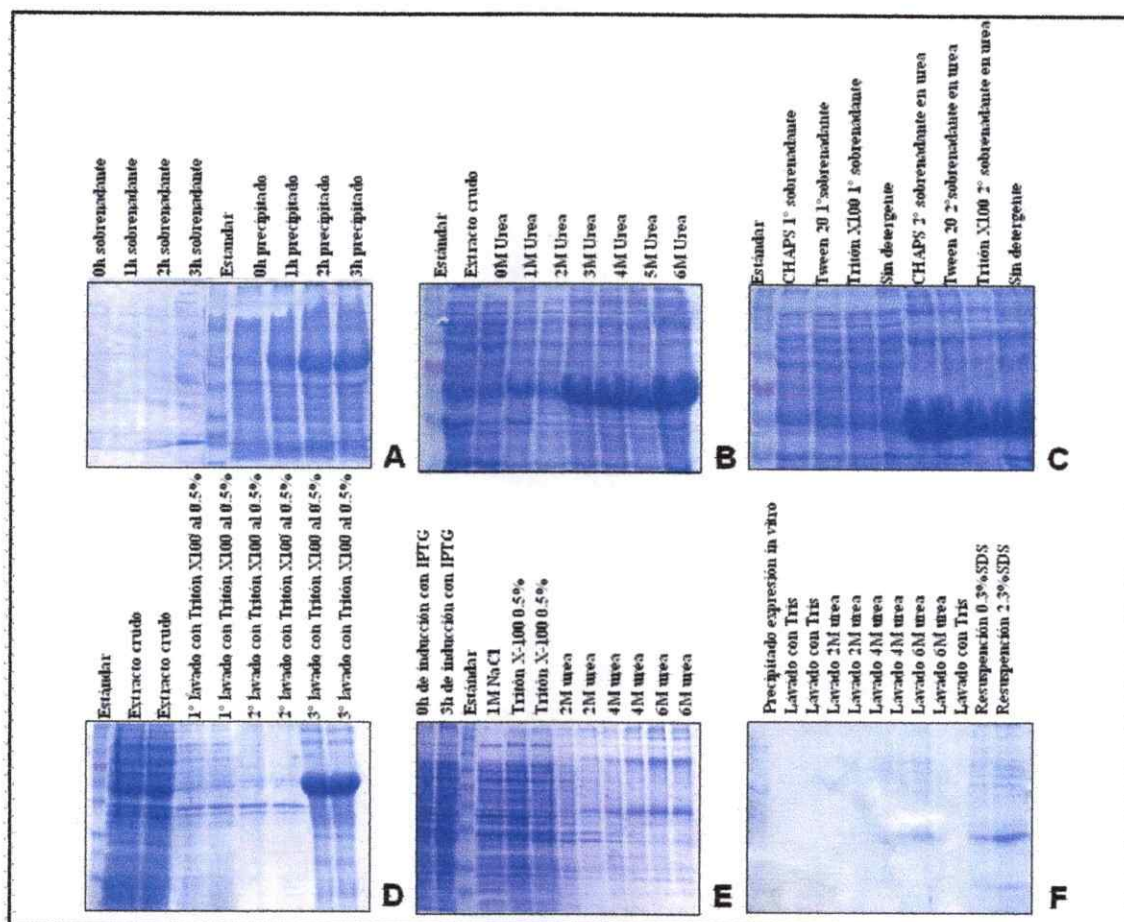 0h sobrenadante
1h sobrenadante
2h sobrenadante
3h sobrenadante
Estándar
0h precipitado
1h precipitado
2h precipitado
3h precipitado
A
Estándar
Extracto crudo
0M Urea
1M Urea
2M Urea
3M Urea
4M Urea
5M Urea
6M Urea
B
Estándar
CHAPS 1° sobrenadante
Tween 20 1°sobrenadante
Tritón X100 1° sobrenadante
Sin detergente
CHAPS 2° sobrenadante en urea
Tween 20 2°sobrenadante en urea
Tritón X100 2° sobrenadante en urea
Sin detergente
C
Estándar
Extracto crudo
Extracto crudo
1° lavado con Tritón X100 al 0.5%
1° lavado con Tritón X100 al 0.5%
2° lavado con Tritón X100 al 0.5%
2° lavado con Tritón X100 al 0.5%
3° lavado con Tritón X100 al 0.5%
3° lavado con Tritón X100 al 0.5%
D
0h de inducción con IPTG
3h de inducción con IPTG
Estándar
1M NaCl
Tritón X-100 0.5%
Tritón X-100 0.5%
2M urea
2M urea
4M urea
4M urea
6M urea
6M urea
E
Precipitado expresión in vitro
Lavado con Tris
Lavado con Tris
Lavado 2M urea
Lavado 2M urea
Lavado 4M urea
Lavado 4M urea
Lavado 6M urea
Lavado 6M urea
Lavado con Tris
Resuspención 0.3%SDS
Resuspención 2.3%SDS
F